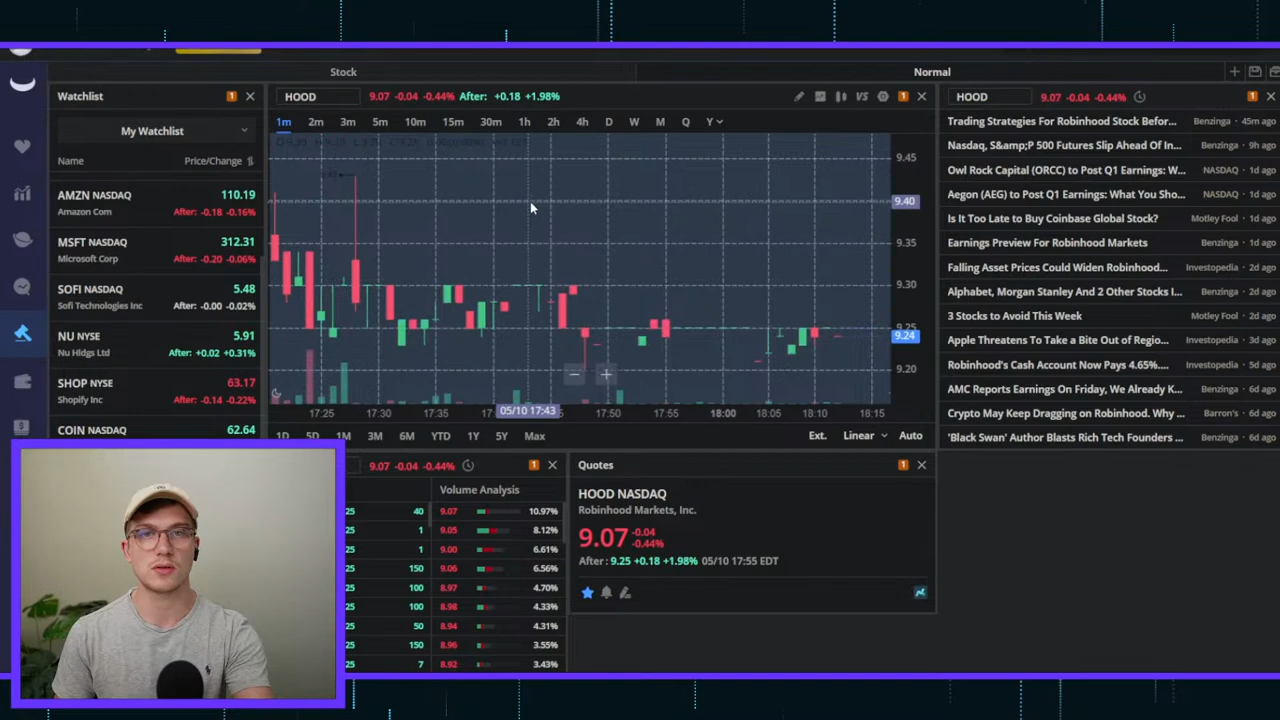 Stock
Normal
Watchlist
1
My Watchlist
Name Price/Change
AMZN NASDAQ 110.19
Amazon Com After: -0.18 -0.16%
MSFT NASDAQ 312.31
Microsoft Corp After: -0.20 -0.06%
SOFI NASDAQ 5.48
Sofi Technologies Inc After: -0.00 -0.02%
NU NYSE 5.91
Nu Hldgs Ltd After: +0.02 +0.31%
SHOP NYSE 63.17
Shopify Inc After: -0.14 -0.22%
COIN NASDAQ 62.64
HOOD 9.07 -0.04 -0.44% After: +0.18 +1.98%
VS 1
1m 2m 3m 5m 10m 15m 30m 1h 2h 4h D W M Q Y
9.45
9.40
9.35
9.30
9.25
9.24
9.20
17:25 17:30 17:35 05/10 17:43 17:50 17:55 18:00 18:05 18:10 18:15
1D 5D 1M 3M 6M YTD 1Y 5Y Max Ext. Linear Auto
HOOD 9.07 -0.04 -0.44% 1
Trading Strategies For Robinhood Stock Befor... Benzinga · 45m ago
Nasdaq, S&amp;P 500 Futures Slip Ahead Of In... Benzinga · 9h ago
Owl Rock Capital (ORCC) to Post Q1 Earnings: W... NASDAQ · 1d ago
Aegon (AEG) to Post Q1 Earnings: What You Sho... NASDAQ · 1d ago
Is It Too Late to Buy Coinbase Global Stock? Motley Fool · 2d ago
Earnings Preview For Robinhood Markets Benzinga · 2d ago
Falling Asset Prices Could Widen Robinhood... Investopedia · 2d ago
Alphabet, Morgan Stanley And 2 Other Stocks I... Benzinga · 2d ago
3 Stocks to Avoid This Week Motley Fool · 2d ago
Apple Threatens To Take a Bite Out of Regio... Investopedia · 3d ago
Robinhood's Cash Account Now Pays 4.65%.... Investopedia · 5d ago
AMC Reports Earnings On Friday, We Already K... Benzinga · 6d ago
Crypto May Keep Dragging on Robinhood. Why ... Barron's · 6d ago
'Black Swan' Author Blasts Rich Tech Founders ... Benzinga · 6d ago
9.07 -0.04 -0.44% 1
Volume Analysis
25 40 9.07 10.97%
25 1 9.05 8.12%
25 1 9.00 6.61%
25 150 9.06 6.56%
25 100 8.97 4.70%
25 100 8.98 4.33%
25 50 8.94 4.31%
25 150 8.96 3.55%
25 7 8.92 3.43%
Quotes 1
HOOD NASDAQ
Robinhood Markets, Inc.
9.07 -0.04
-0.44%
After : 9.25 +0.18 +1.98% 05/10 17:55 EDT